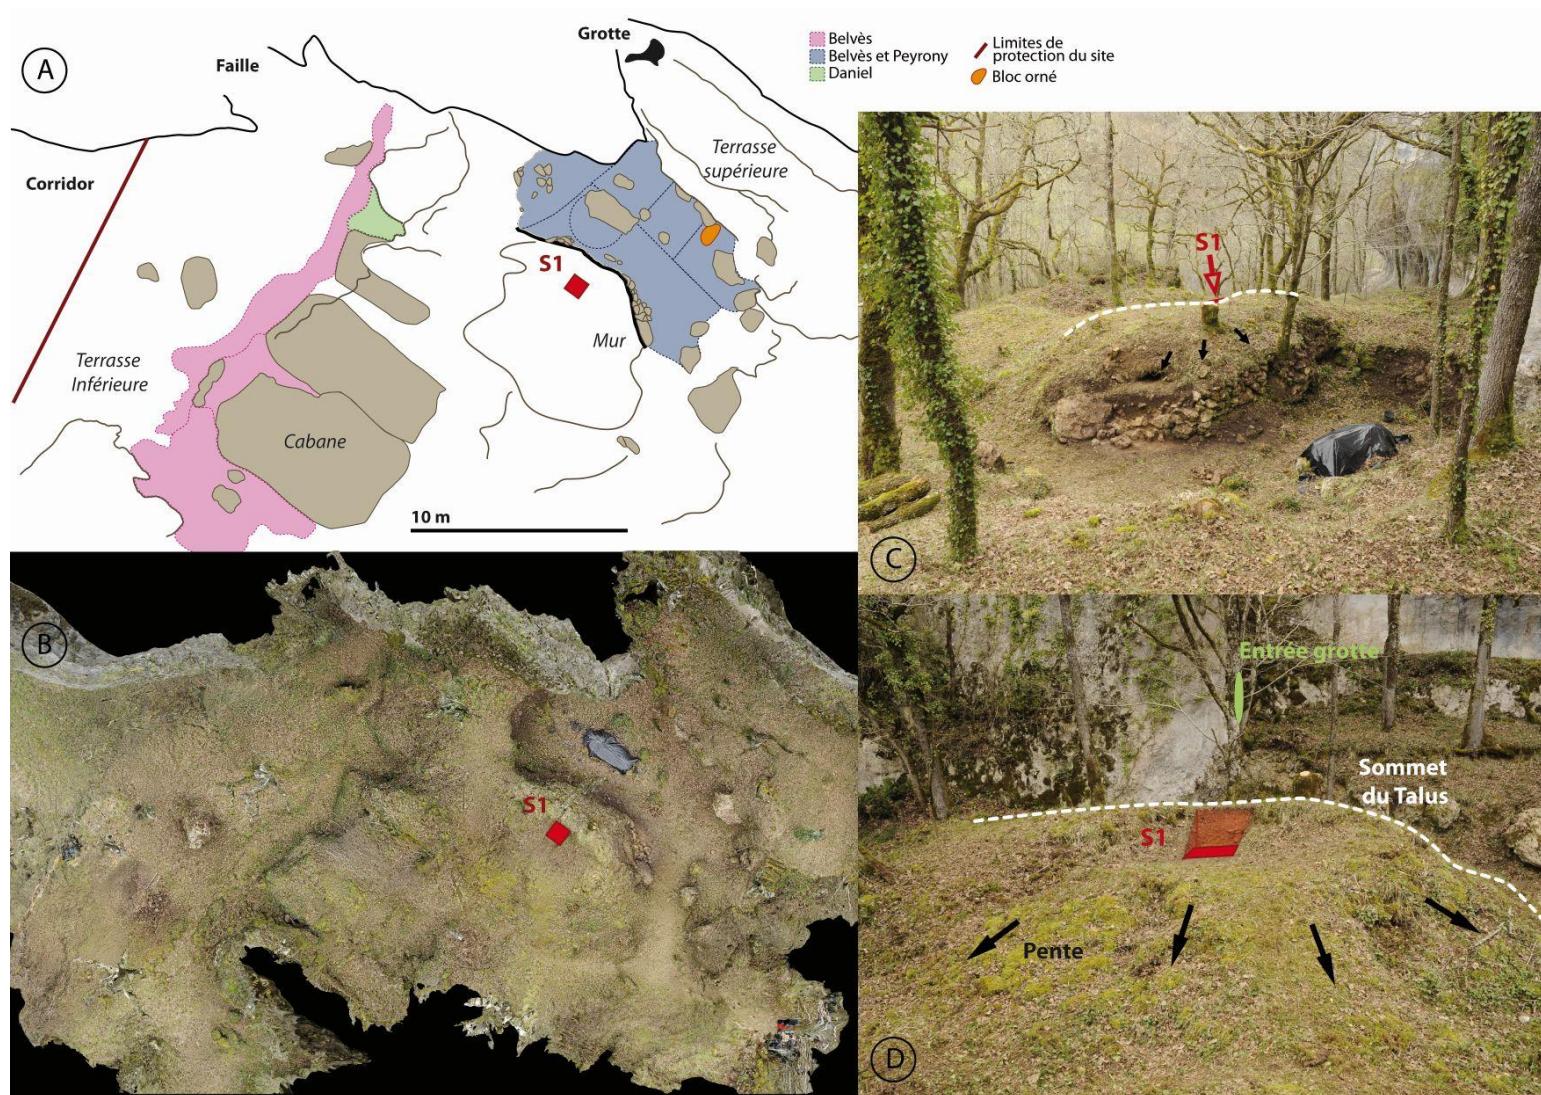 A
Faille
Grotte
Belvès
Belvès et Peyrony
Daniel
Limites de
protection du site
Bloc orné
Corridor
Terrasse
supérieure
S1
Mur
Terrasse
Inférieure
Cabane
10 m
B
S1
S1
C
Entrée grotte
Sommet
du Talus
S1
Pente
D